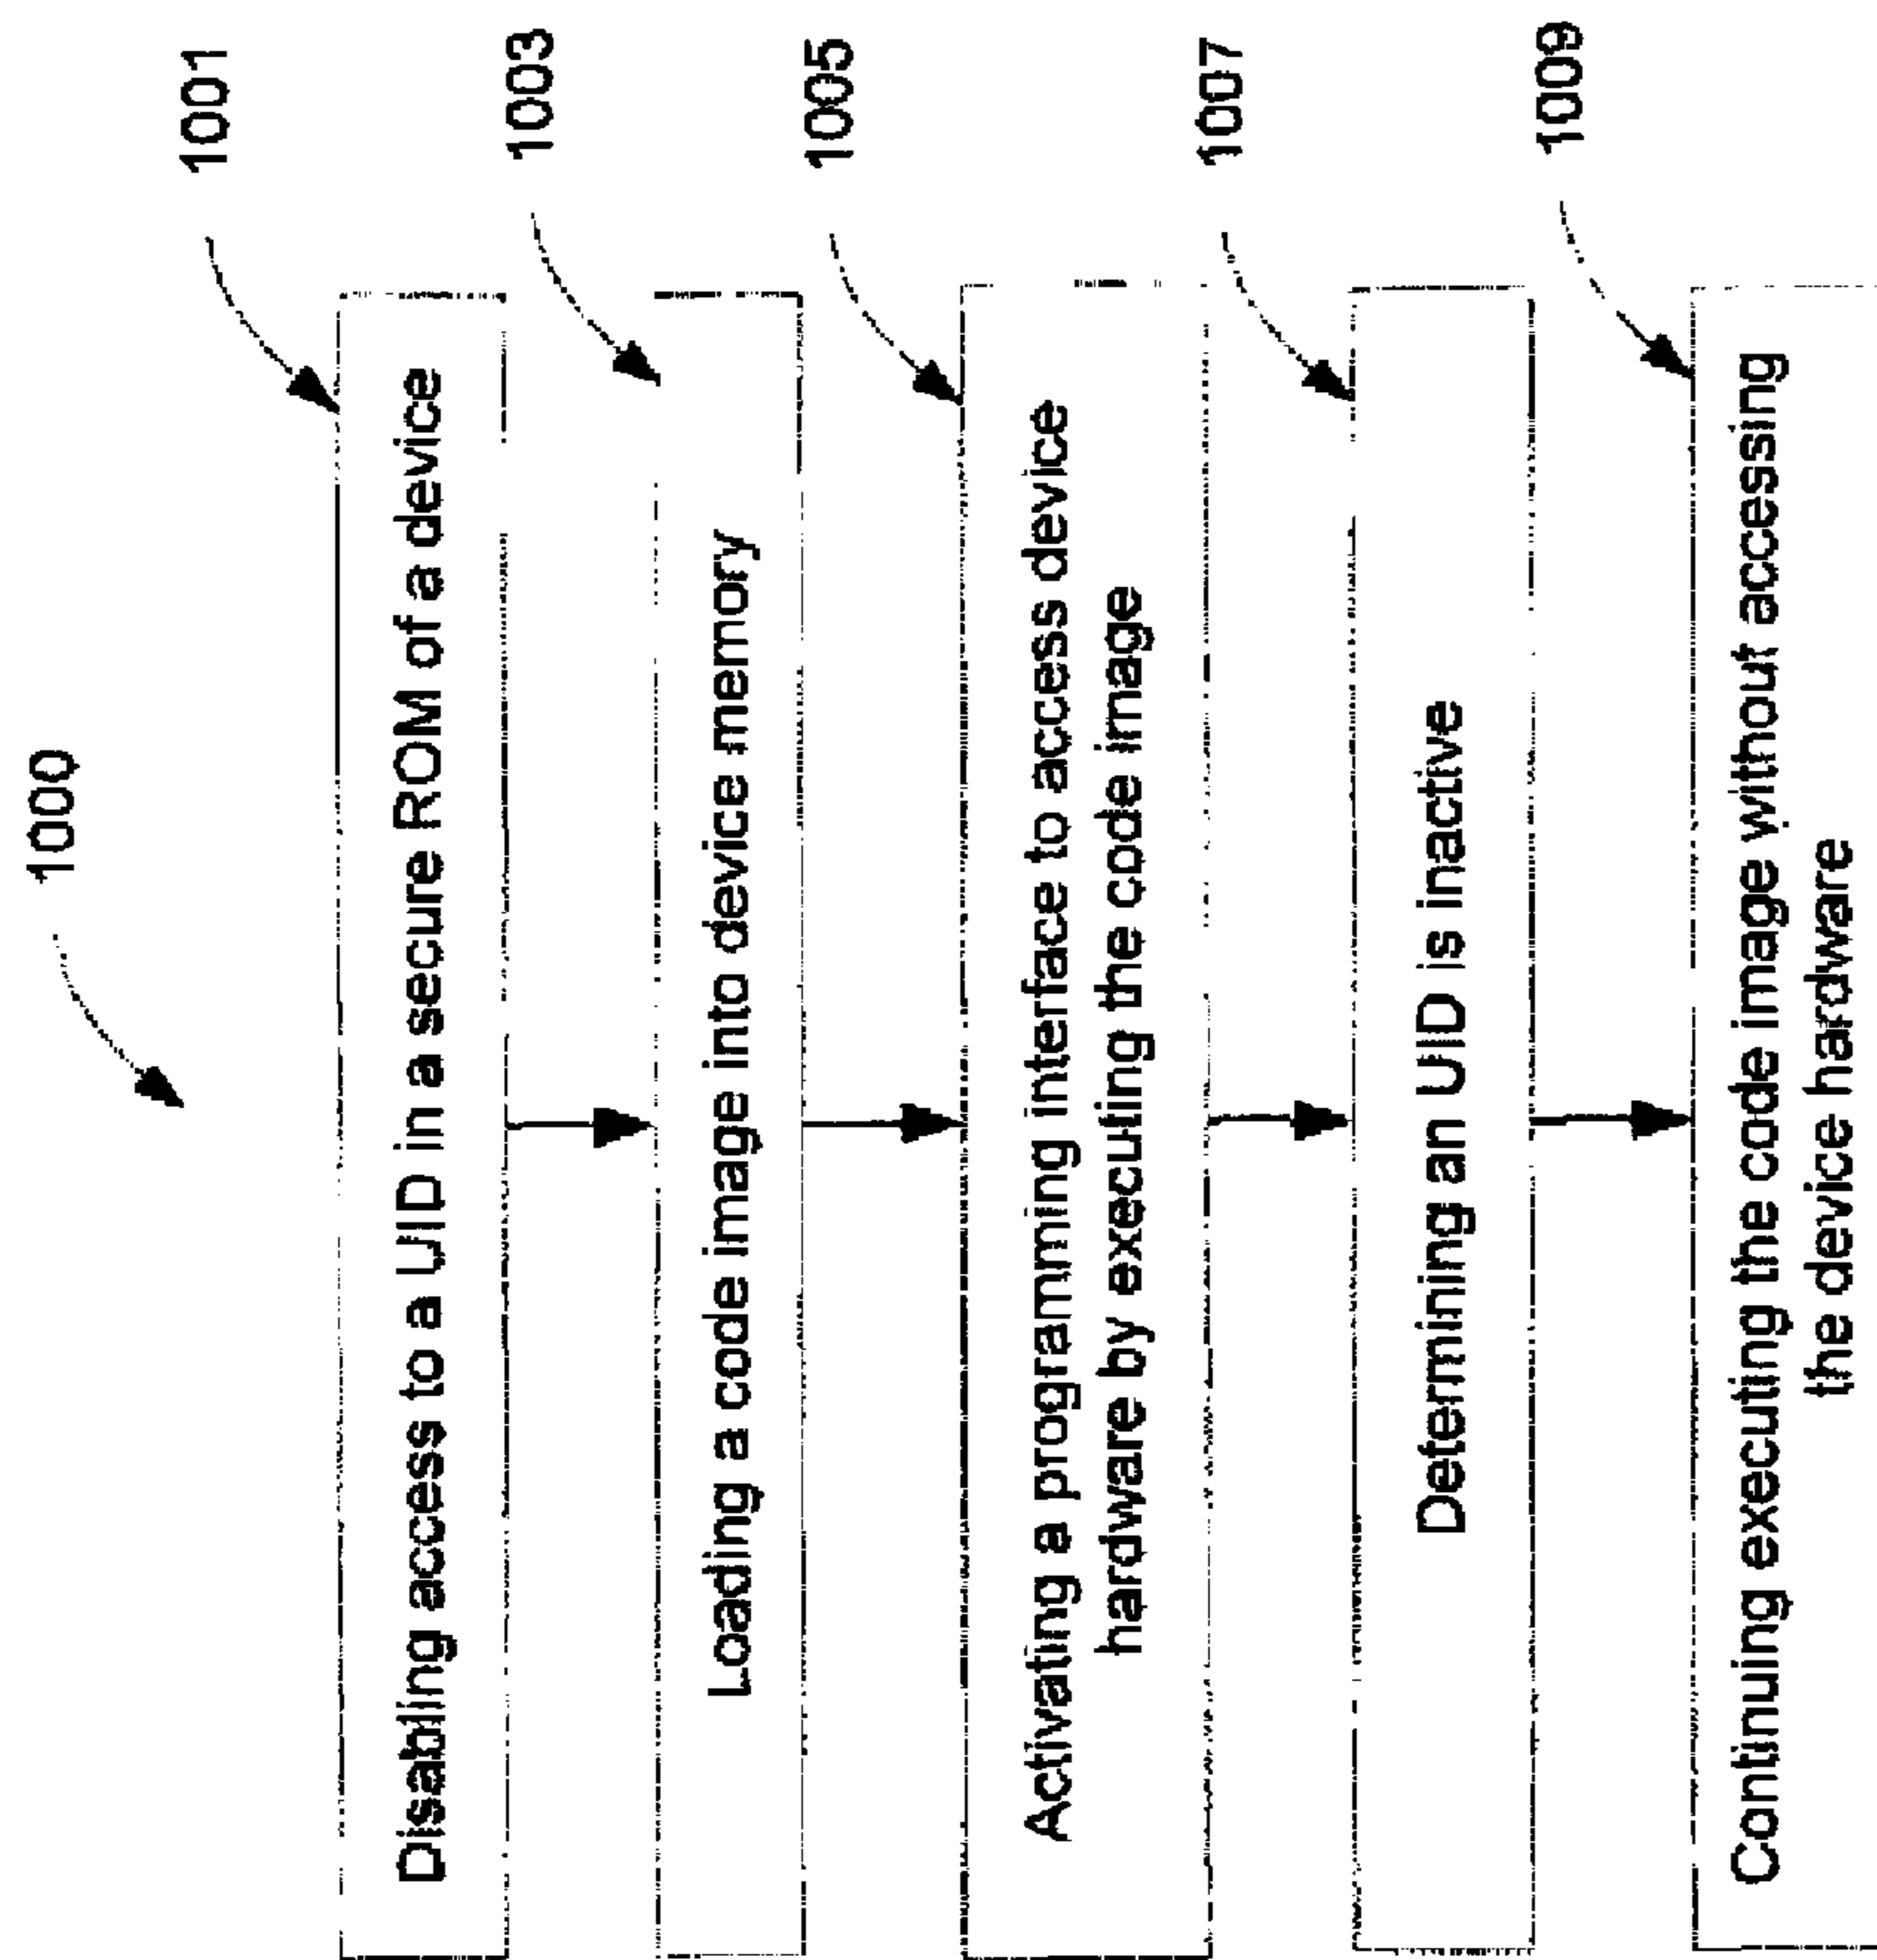 1000
1001
Disabling access to a UID in a secure ROM of a device
1003
Loading a code image into device memory
1005
Activating a programming interface to access device
hardware by executing the code image
1007
Determining an UID is inactive
1009
Continuing executing the code image without accessing
the device hardware